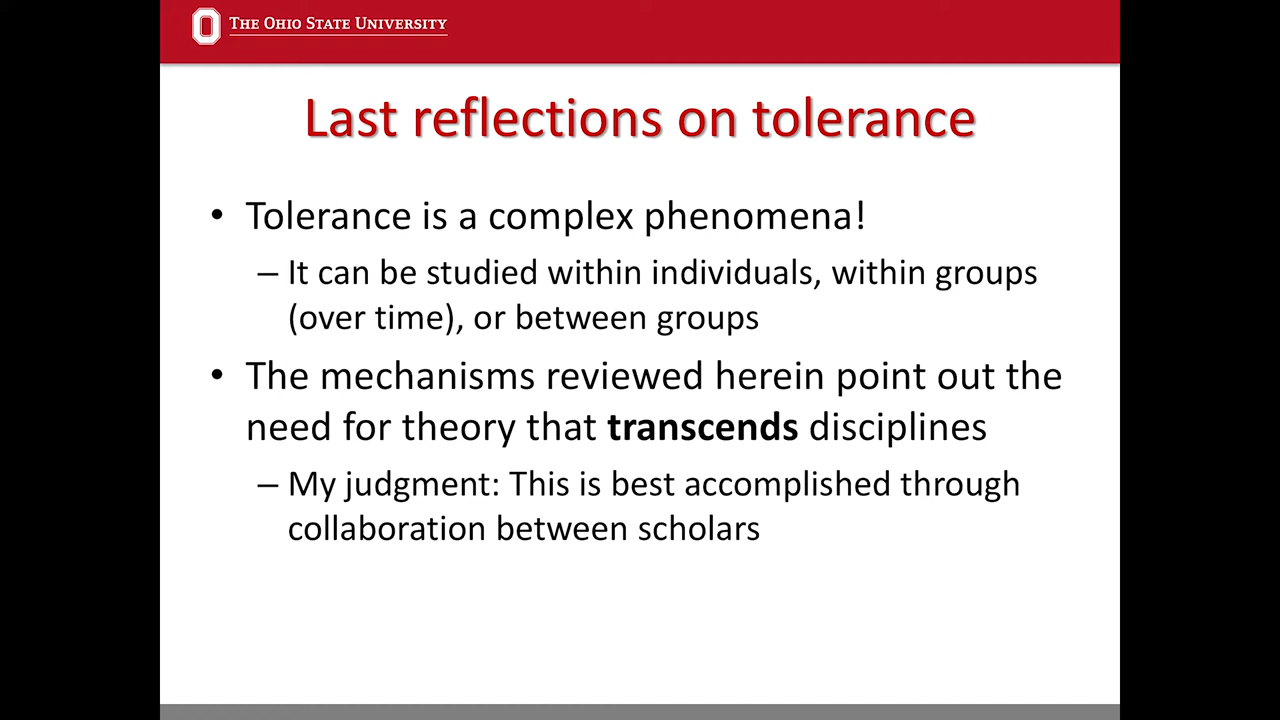 THE OHIO STATE UNIVERSITY
Last reflections on tolerance
• Tolerance is a complex phenomena!
– It can be studied within individuals, within groups
(over time), or between groups
• The mechanisms reviewed herein point out the
need for theory that transcends disciplines
– My judgment: This is best accomplished through
collaboration between scholars